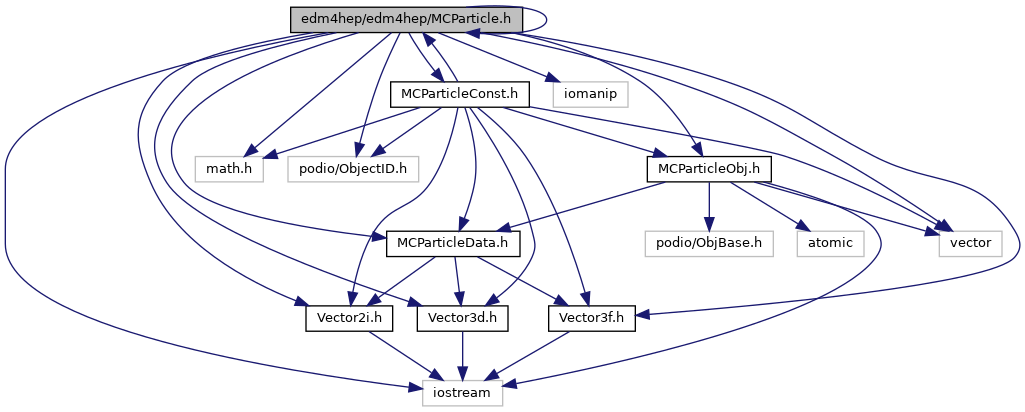 edm4hep/edm4hep/MCParticle.h
MCParticleConst.h
iomanip
math.h
podio/ObjectID.h
MCParticleObj.h
MCParticleData.h
podio/ObjBase.h
atomic
vector
Vector2i.h
Vector3d.h
Vector3f.h
iostream